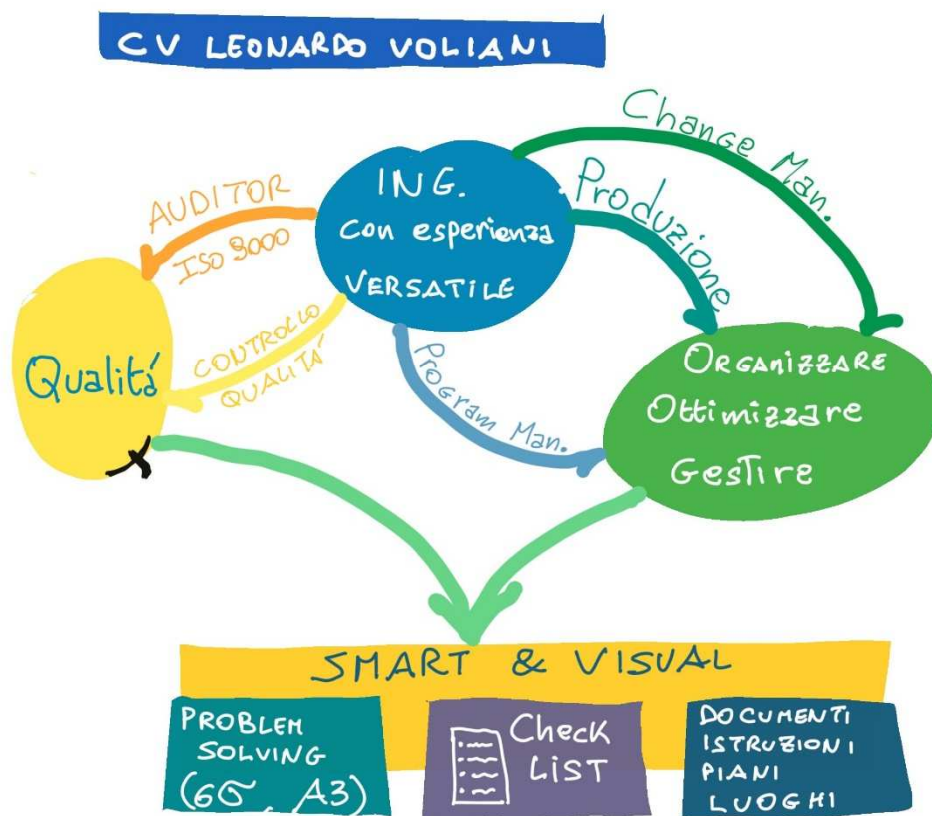 CV LEONARDO VOLIANI
Change Man.
ING.
con esperienza
VERSATILE
Produzione
AUDITOR
ISO 9000
CONTROLLO
QUALITÁ
Qualitá
Program Man.
ORGANIZZARE
Ottimizzare
Gestire
SMART & VISUAL
PROBLEM
SOLVING
(6σ, A3)
Check
LIST
DOCUMENTI
ISTRUZIONI
PIANI
LUOGHI